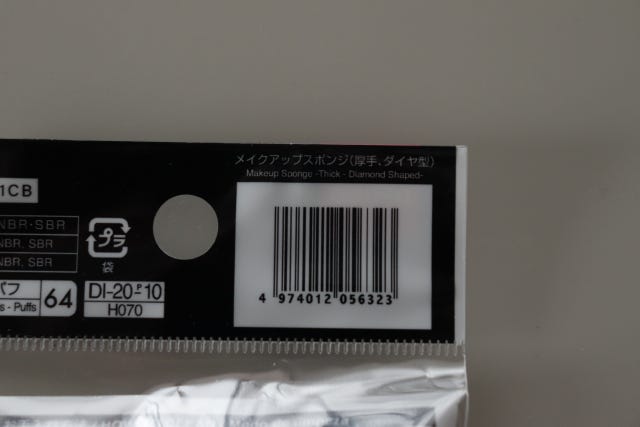 メイクアップスポンジ(厚手、ダイヤ型)
Makeup Sponge -Thick - Diamond Shaped-
1CB
NBR・SBR
NBR, SBR
NBR, SBR
プラ
袋
パフ
s - Puffs
64
DI-20-P-10
H070
4 974012 056323